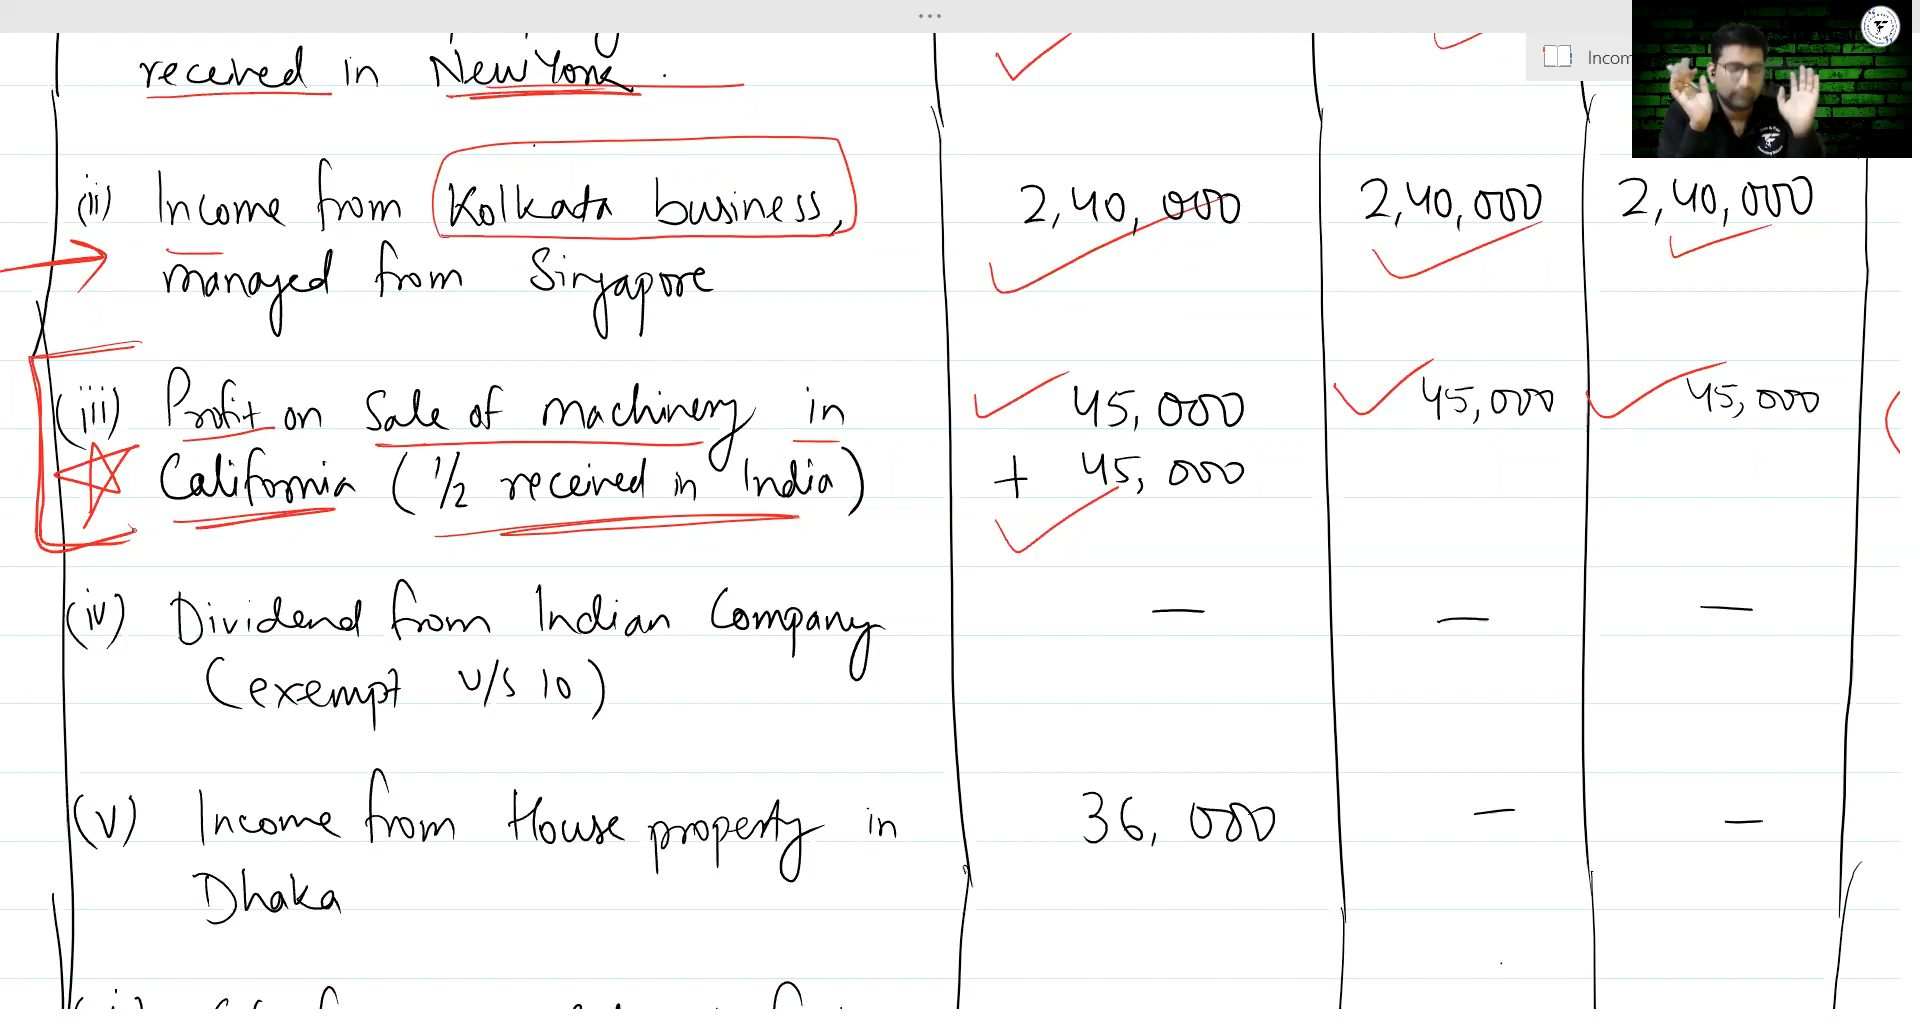 ...
Incom
received in New York.
(ii) Income from Kolkata business, 2,40,000 2,40,000 2,40,000
managed from Singapore
(iii) Profit on Sale of machinery in 45,000 45,000 45,000
California (1/2 received in India) + 45,000
(iv) Dividend from Indian Company — — —
(exempt u/s 10)
(v) Income from House property in 36,000 — —
Dhaka